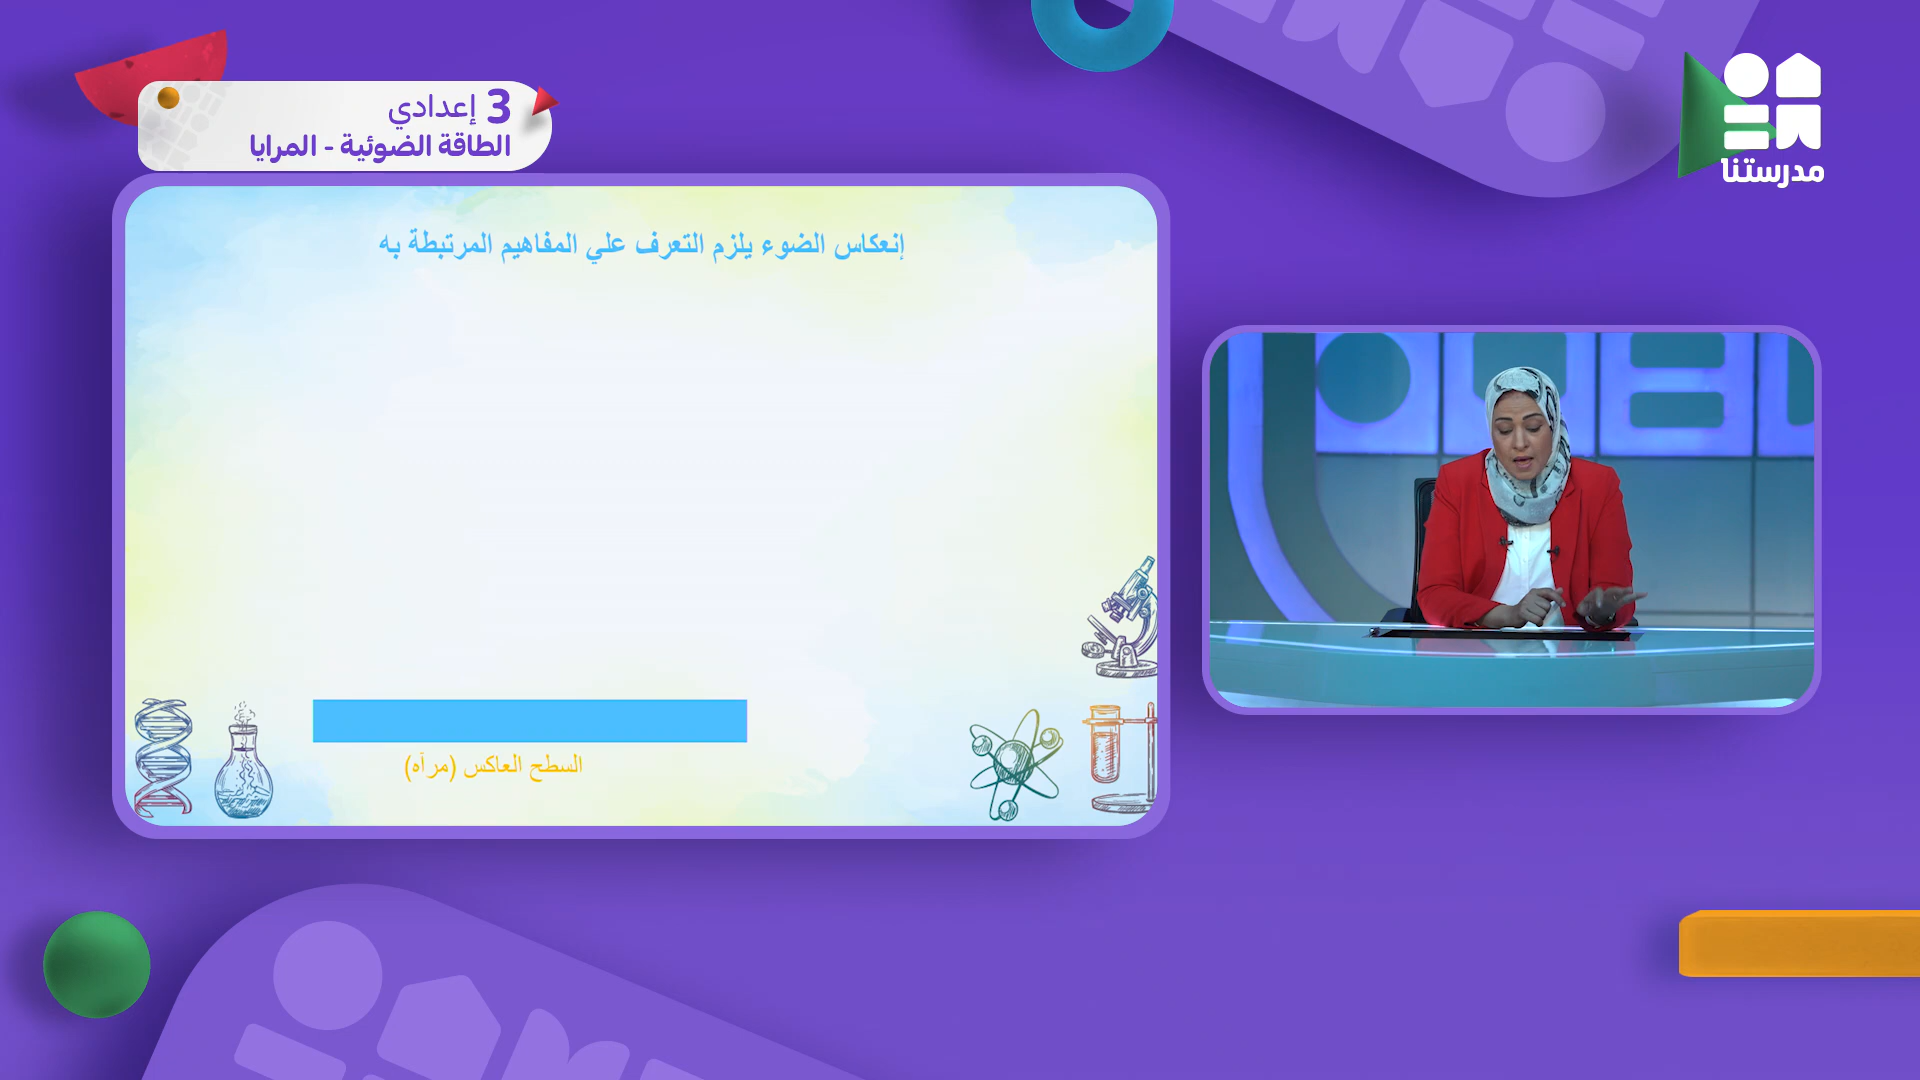 3 إعدادي
الطاقة الضوئية - المرايا
مدرستنا
إنعكاس الضوء يلزم التعرف علي المفاهيم المرتبطة به
السطح العاكس (مرآه)